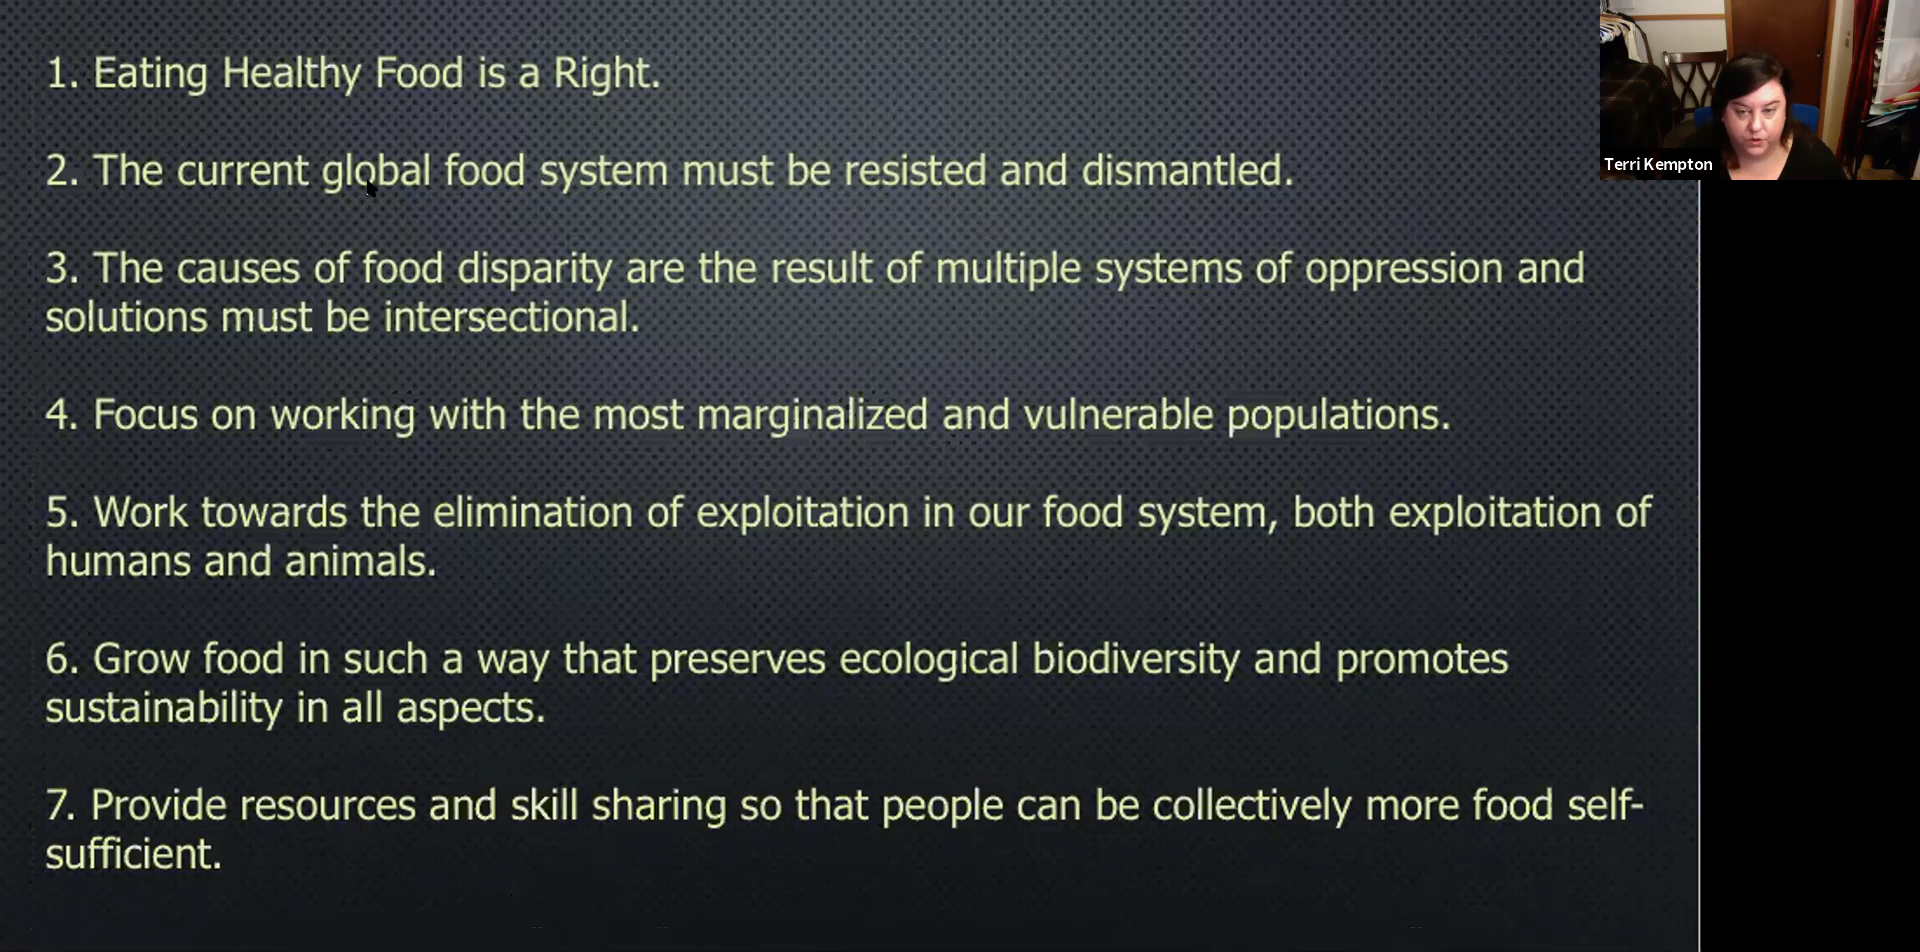 1. Eating Healthy Food is a Right.
2. The current global food system must be resisted and dismantled.
3. The causes of food disparity are the result of multiple systems of oppression and
solutions must be intersectional.
4. Focus on working with the most marginalized and vulnerable populations.
5. Work towards the elimination of exploitation in our food system, both exploitation of
humans and animals.
6. Grow food in such a way that preserves ecological biodiversity and promotes
sustainability in all aspects.
7. Provide resources and skill sharing so that people can be collectively more food self-
sufficient.
Terri Kempton